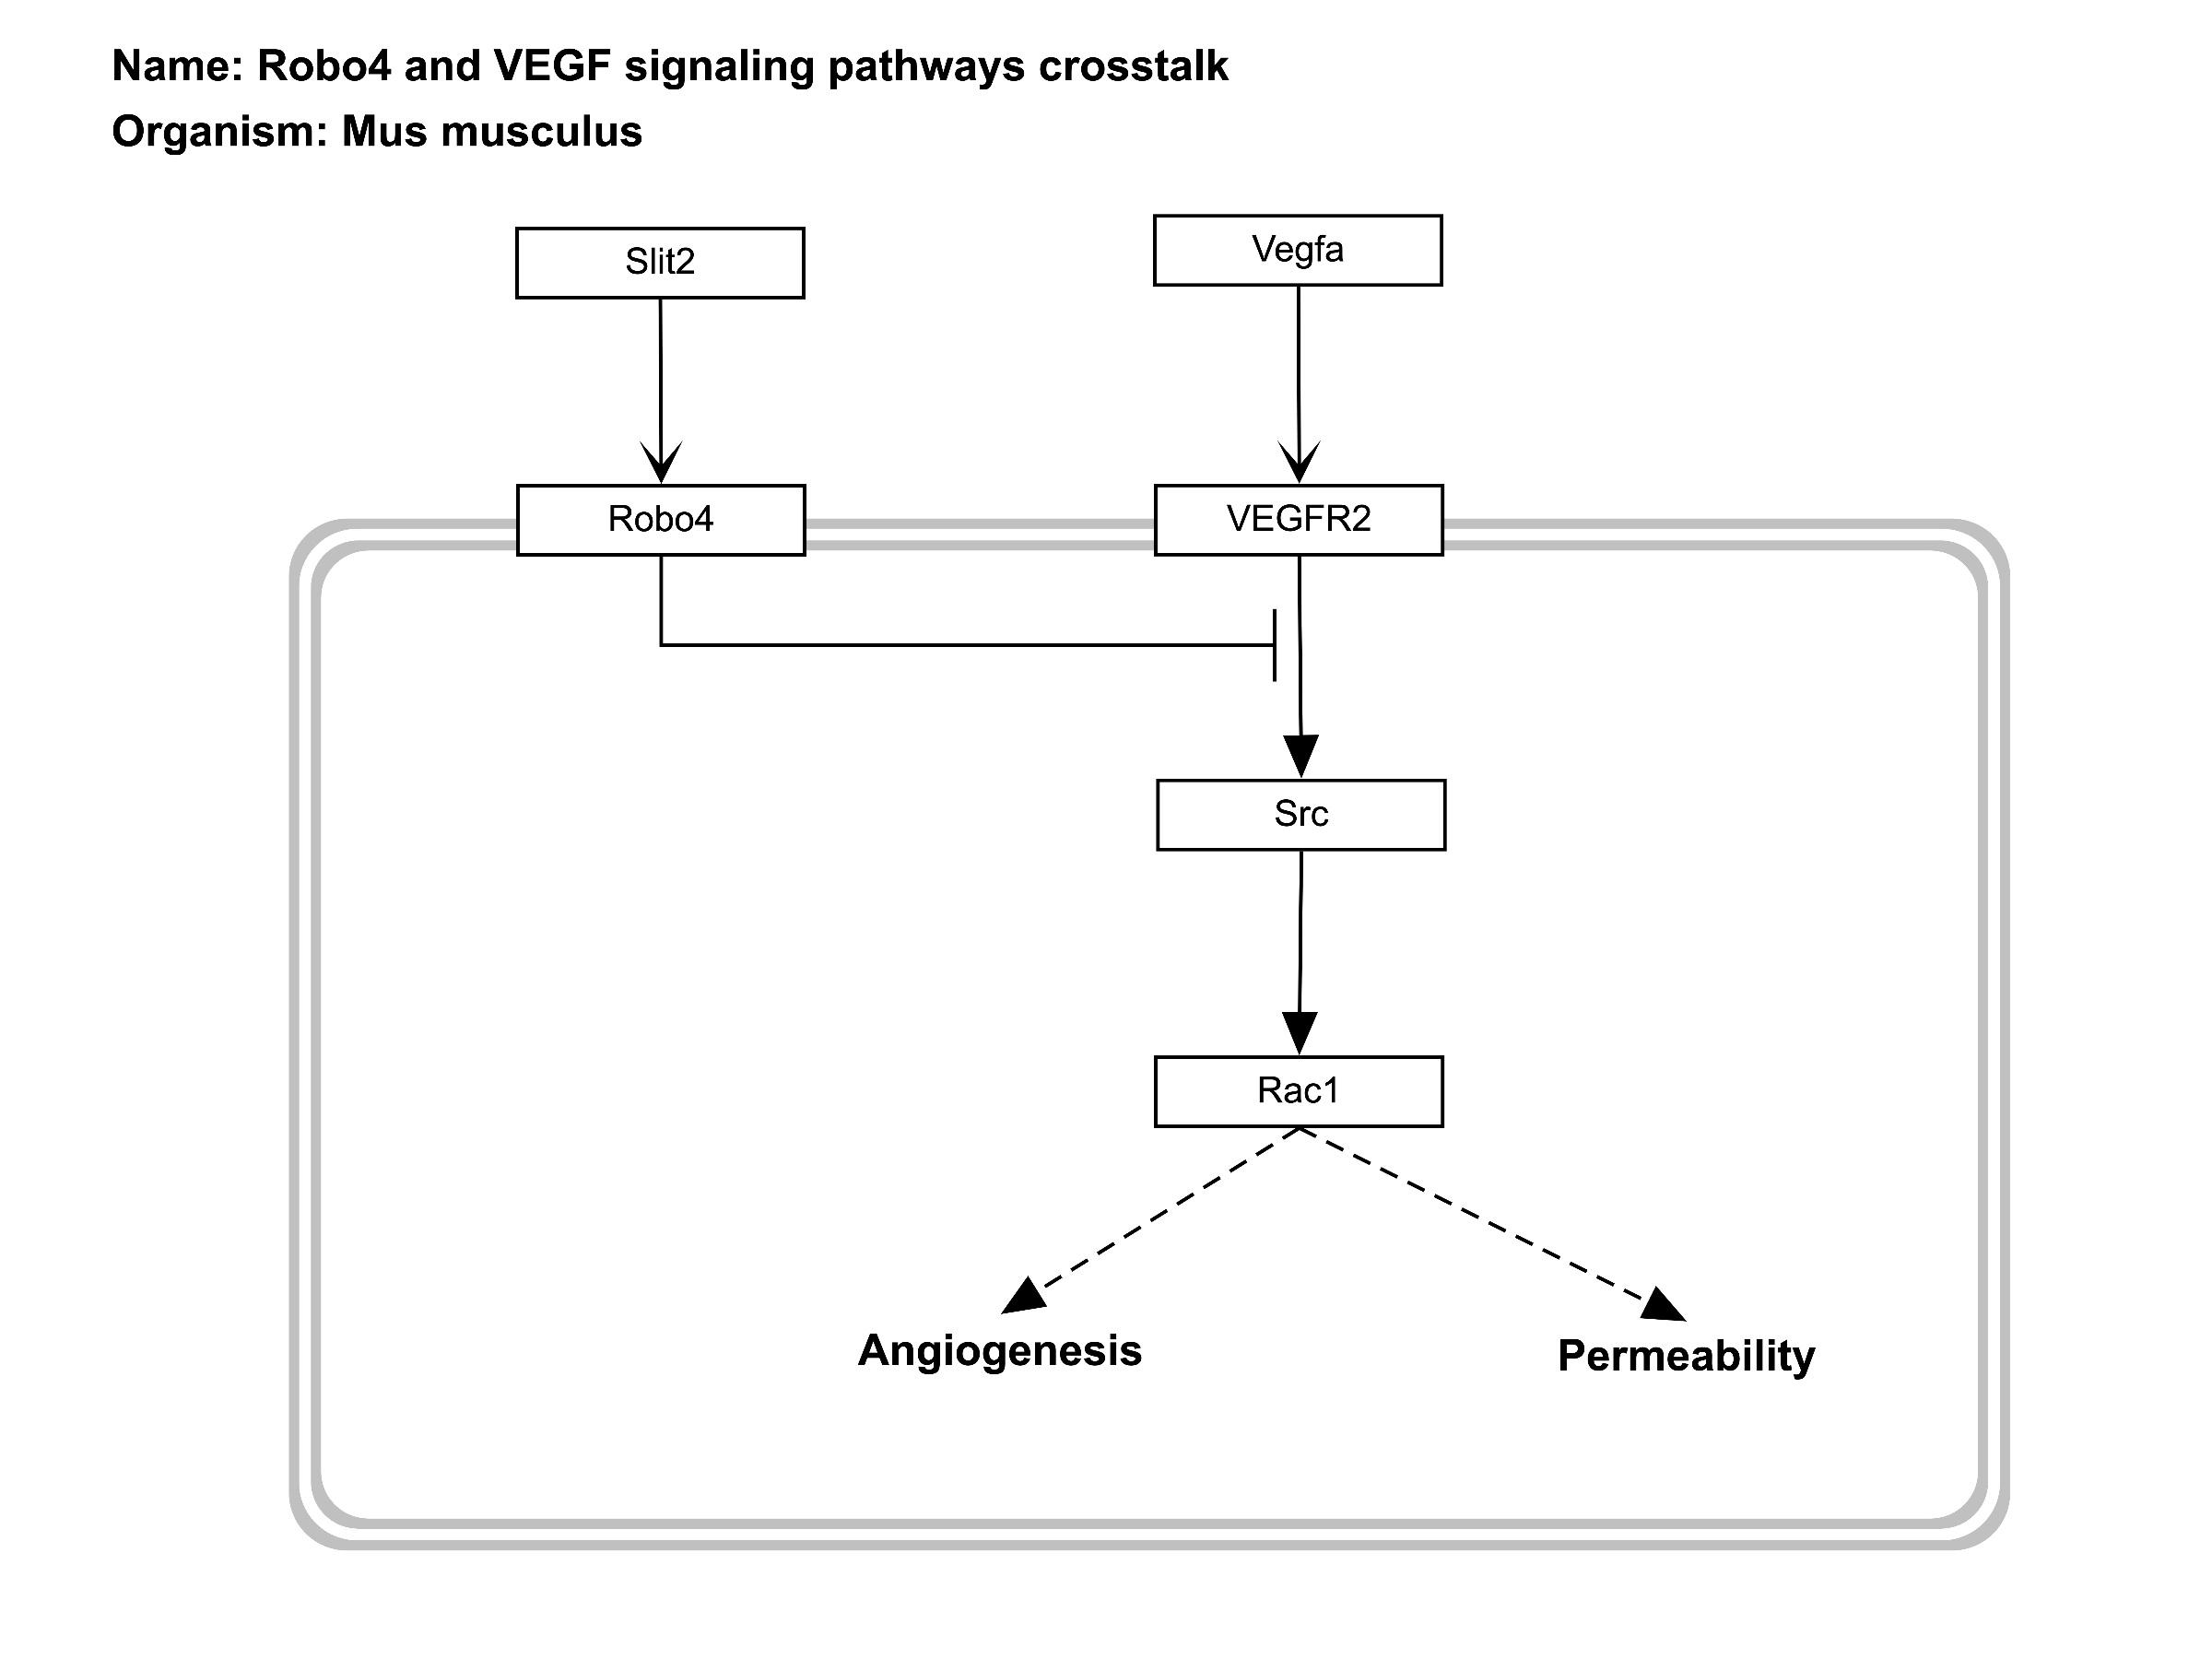 Name: Robo4 and VEGF signaling pathways crosstalk
Organism: Mus musculus
Slit2
Vegfa
Robo4
VEGFR2
Src
Rac1
Angiogenesis
Permeability